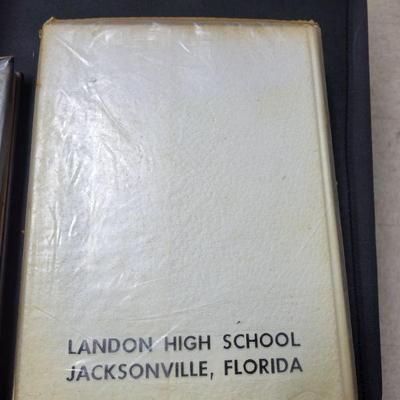 LANDON HIGH SCHOOL
JACKSONVILLE, FLORIDA